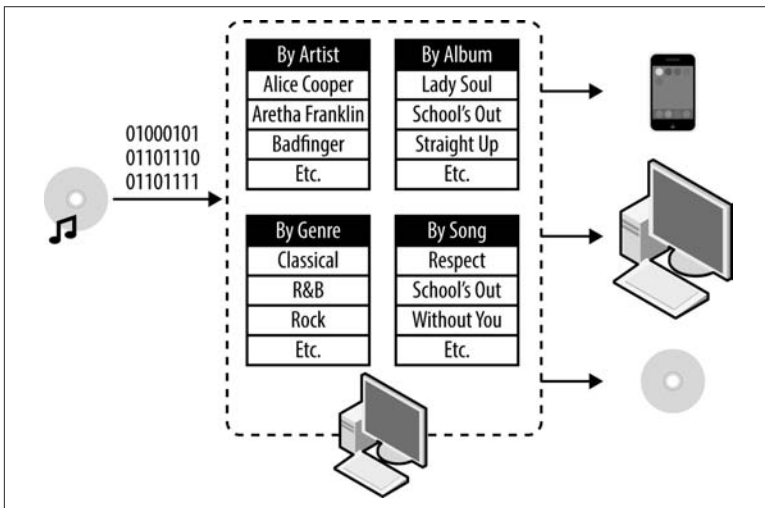 01000101
01101110
01101111
By Artist
Alice Cooper
Aretha Franklin
Badfinger
Etc.
By Album
Lady Soul
School's Out
Straight Up
Etc.
By Genre
Classical
R&B
Rock
Etc.
By Song
Respect
School's Out
Without You
Etc.